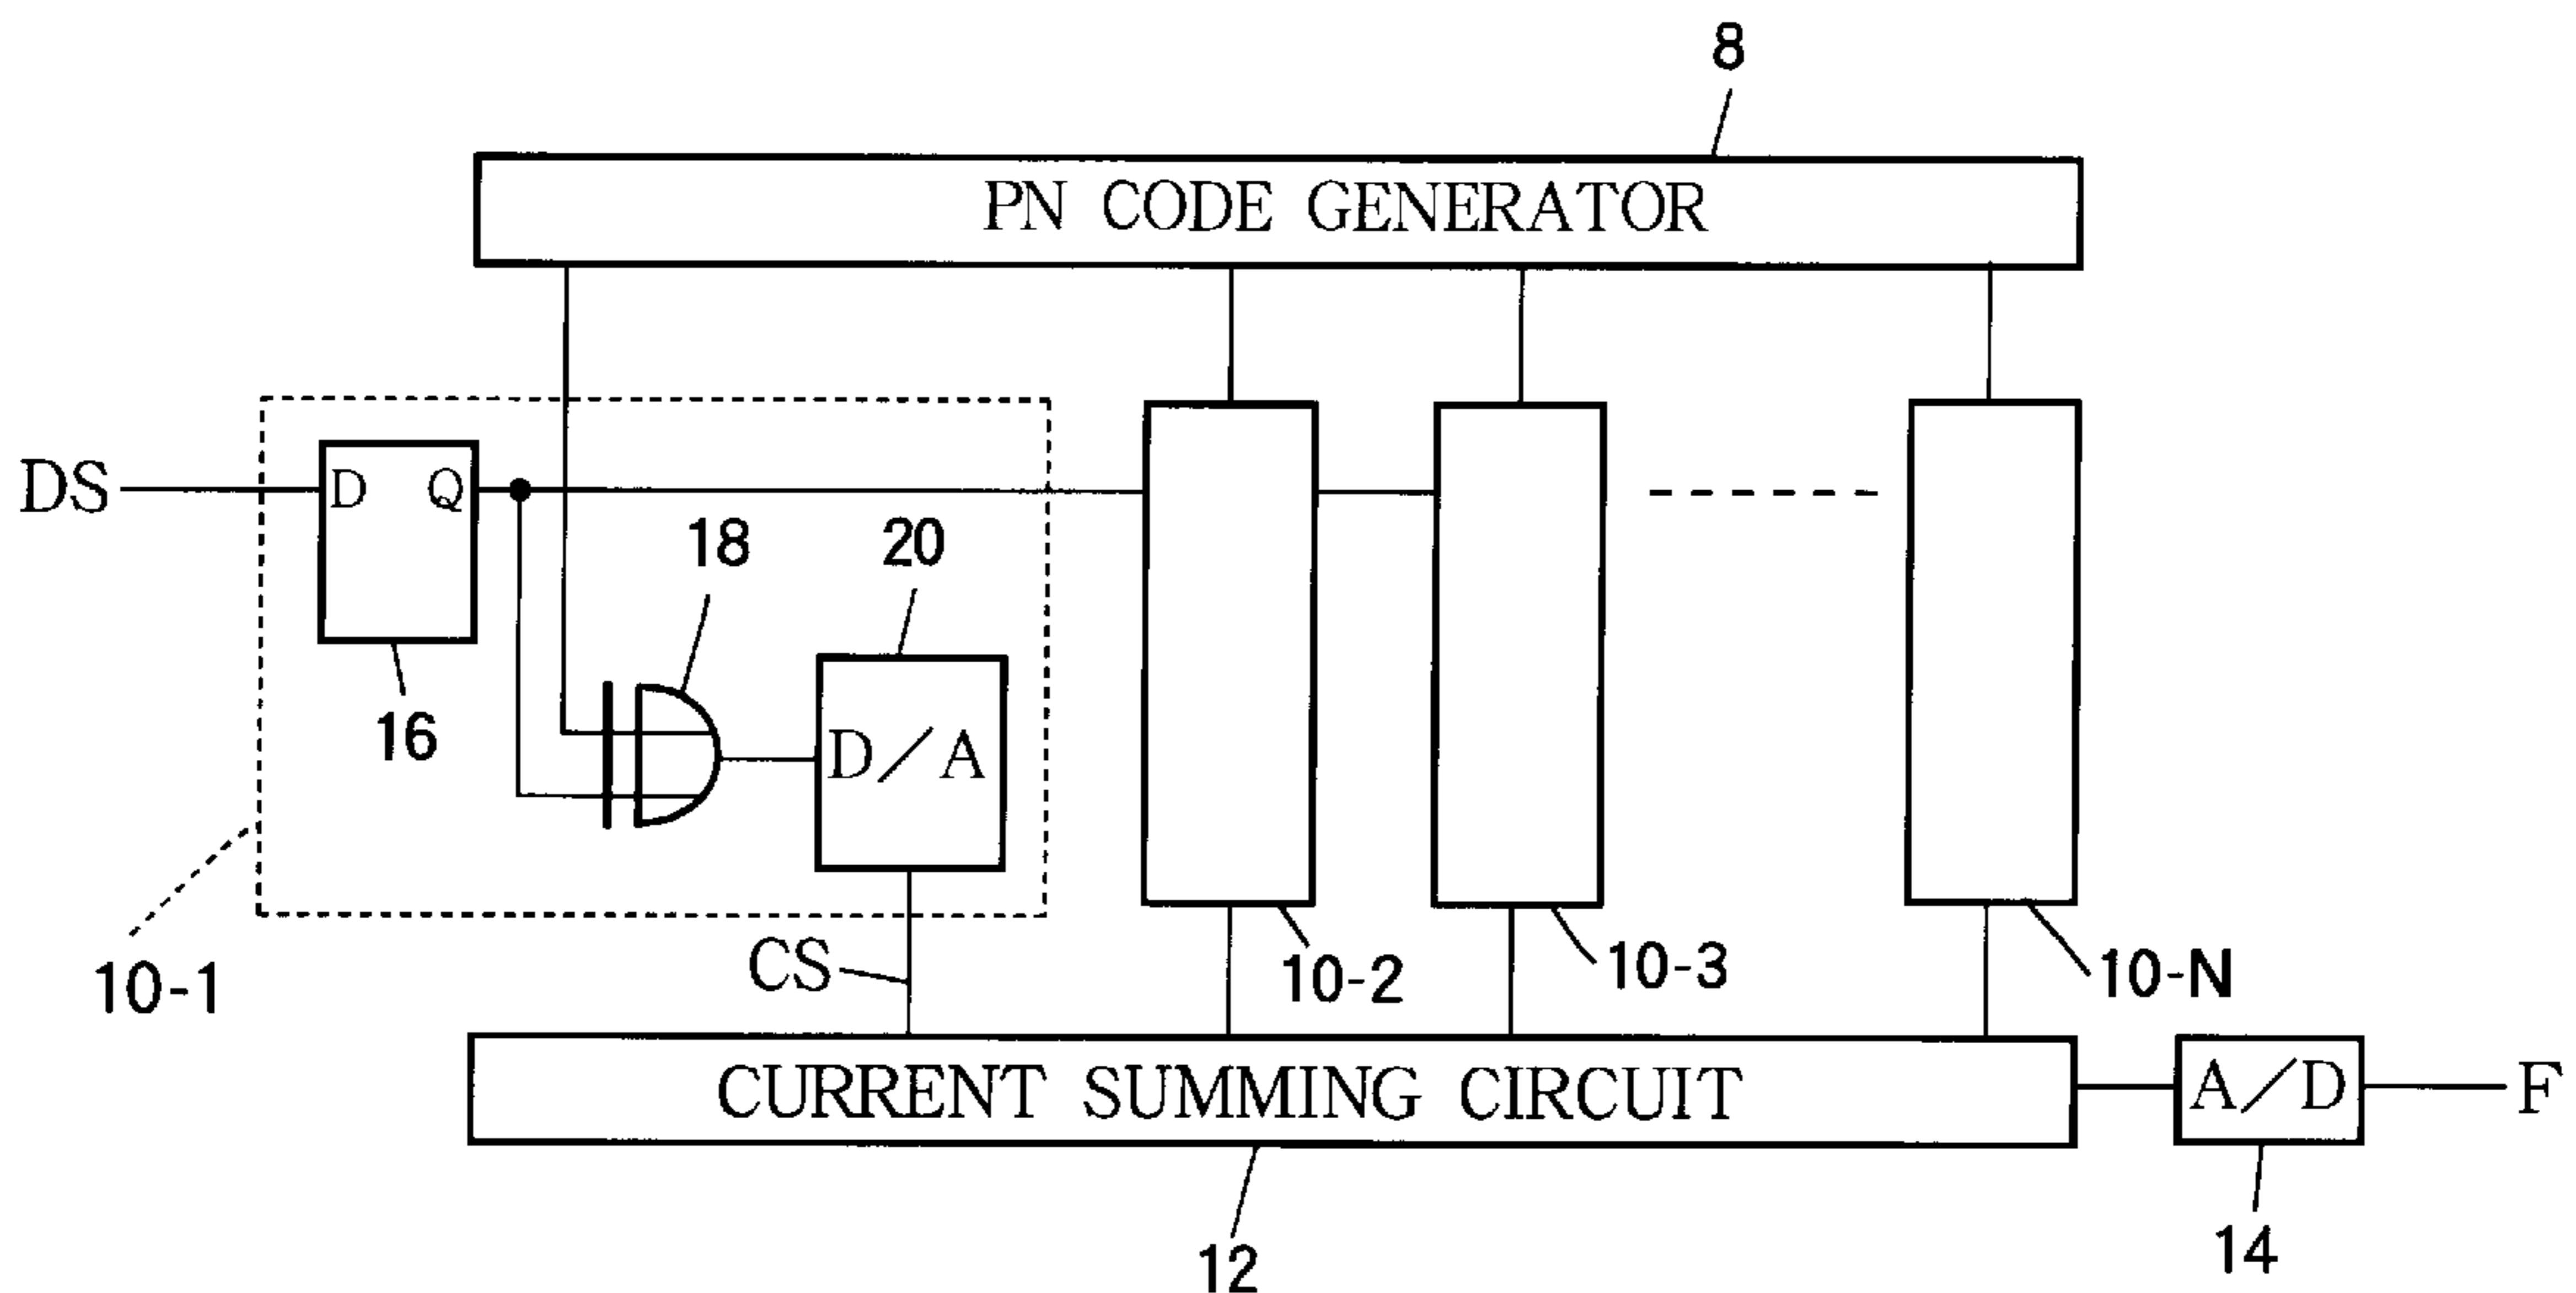 8
PN CODE GENERATOR
DS
D Q
18
20
16
D/A
10-1
CS
10-2
10-3
10-N
CURRENT SUMMING CIRCUIT
A/D
F
12
14